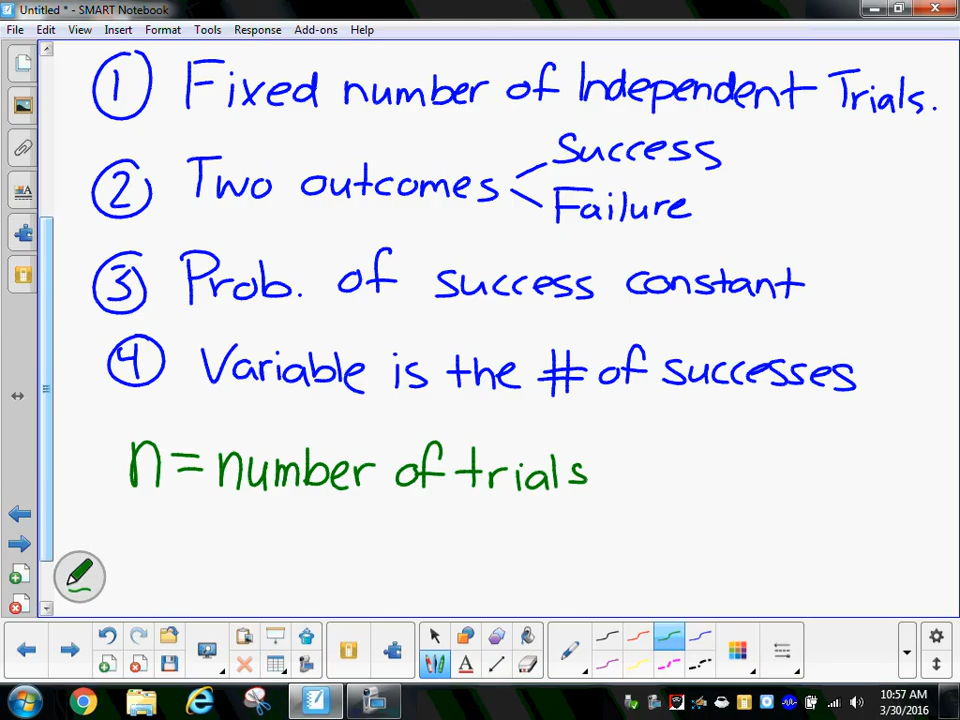 Untitled * - SMART Notebook
File Edit View Insert Format Tools Response Add-ons Help
① Fixed number of Independent Trials.
② Two outcomes < Success
Failure
③ Prob. of success constant
④ Variable is the # of successes
n = number of trials
10:57 AM
3/30/2016